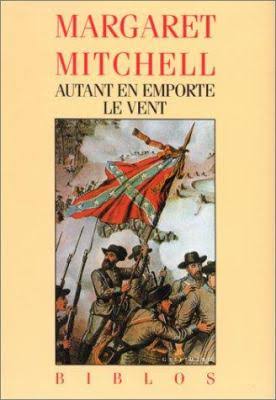 MARGARET
MITCHELL
AUTANT EN EMPORTE
LE VENT
BIBLOS